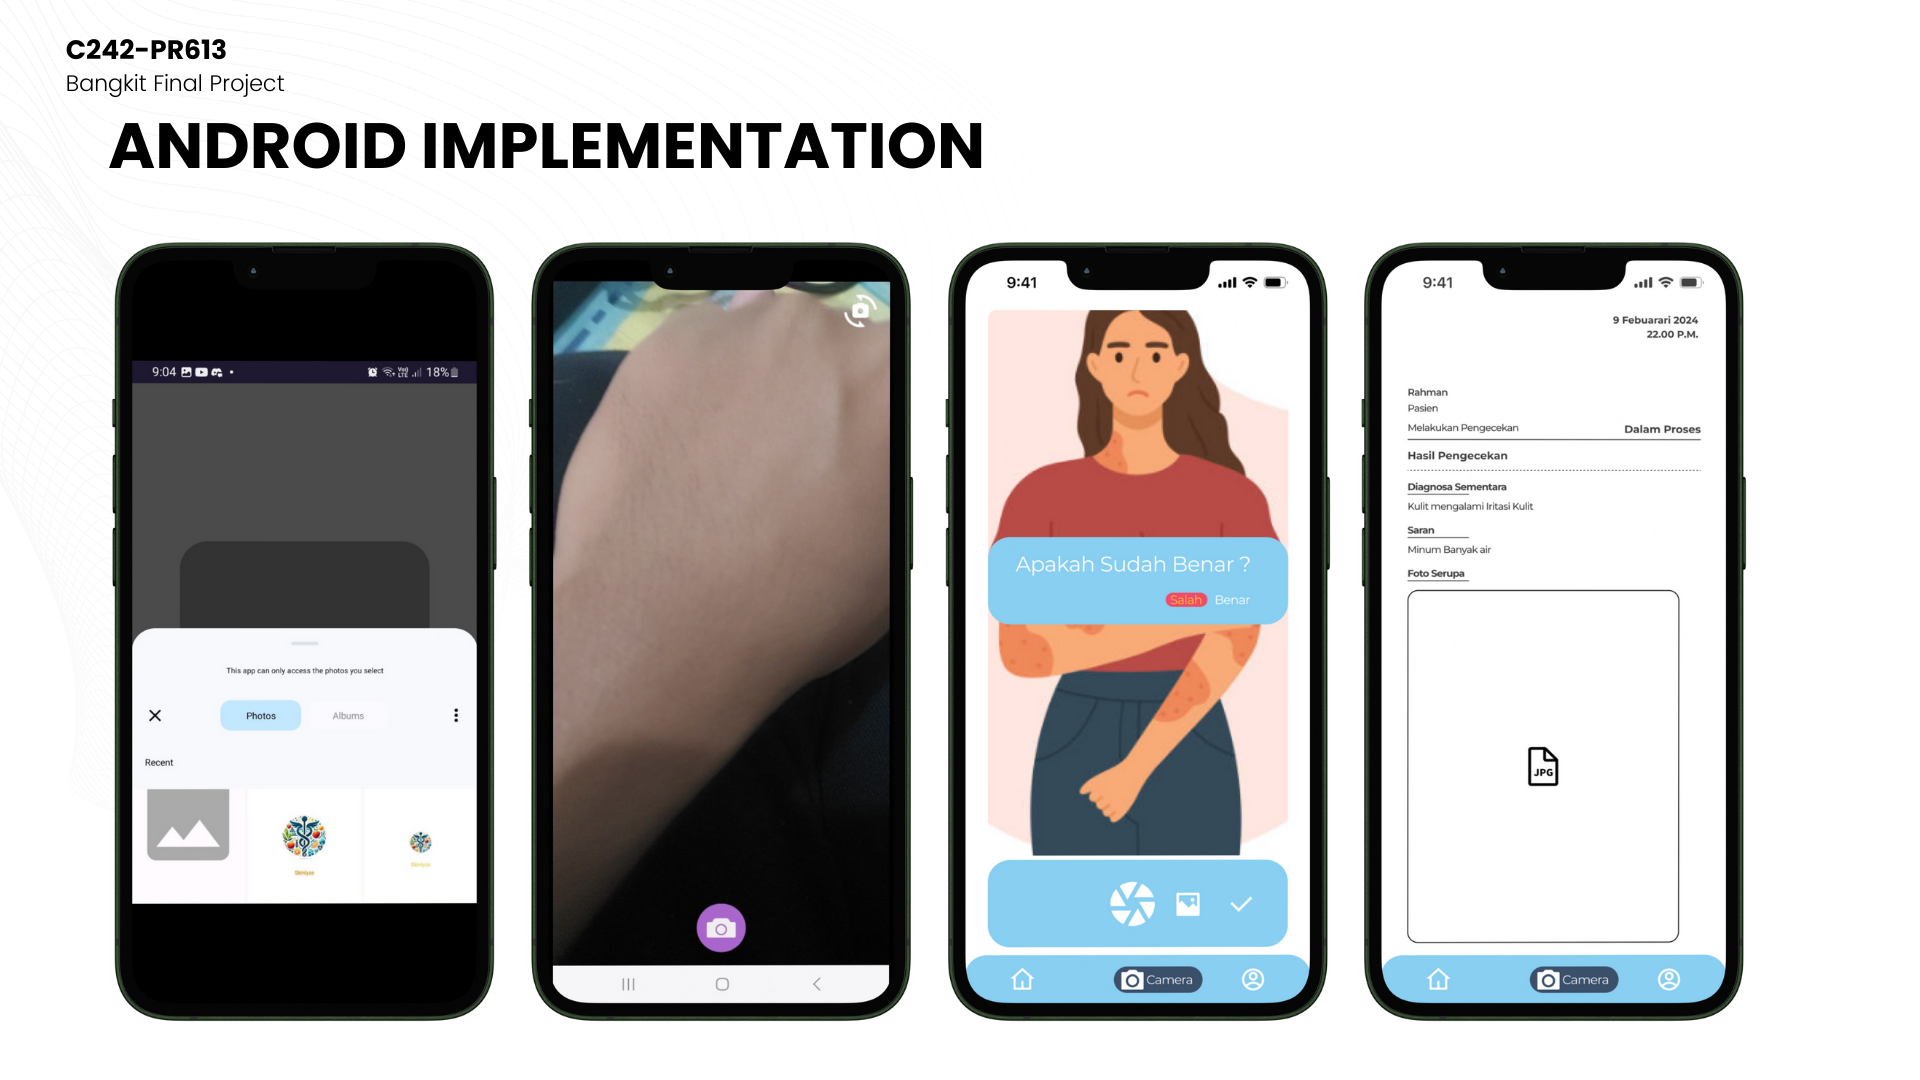 C242-PR613
Bangkit Final Project
ANDROID IMPLEMENTATION
9:04
18%
This app can only access the photos you select
Photos
Albums
Recent
9:41
Apakah Sudah Benar ?
Salah Benar
Camera
9:41
9 Febuarari 2024
22.00 P.M.
Rahman
Pasien
Melakukan Pengecekan
Dalam Proses
Hasil Pengecekan
Diagnosa Sementara
Kulit mengalami Iritasi Kulit
Saran
Minum Banyak air
Foto Serupa
JPG
Camera